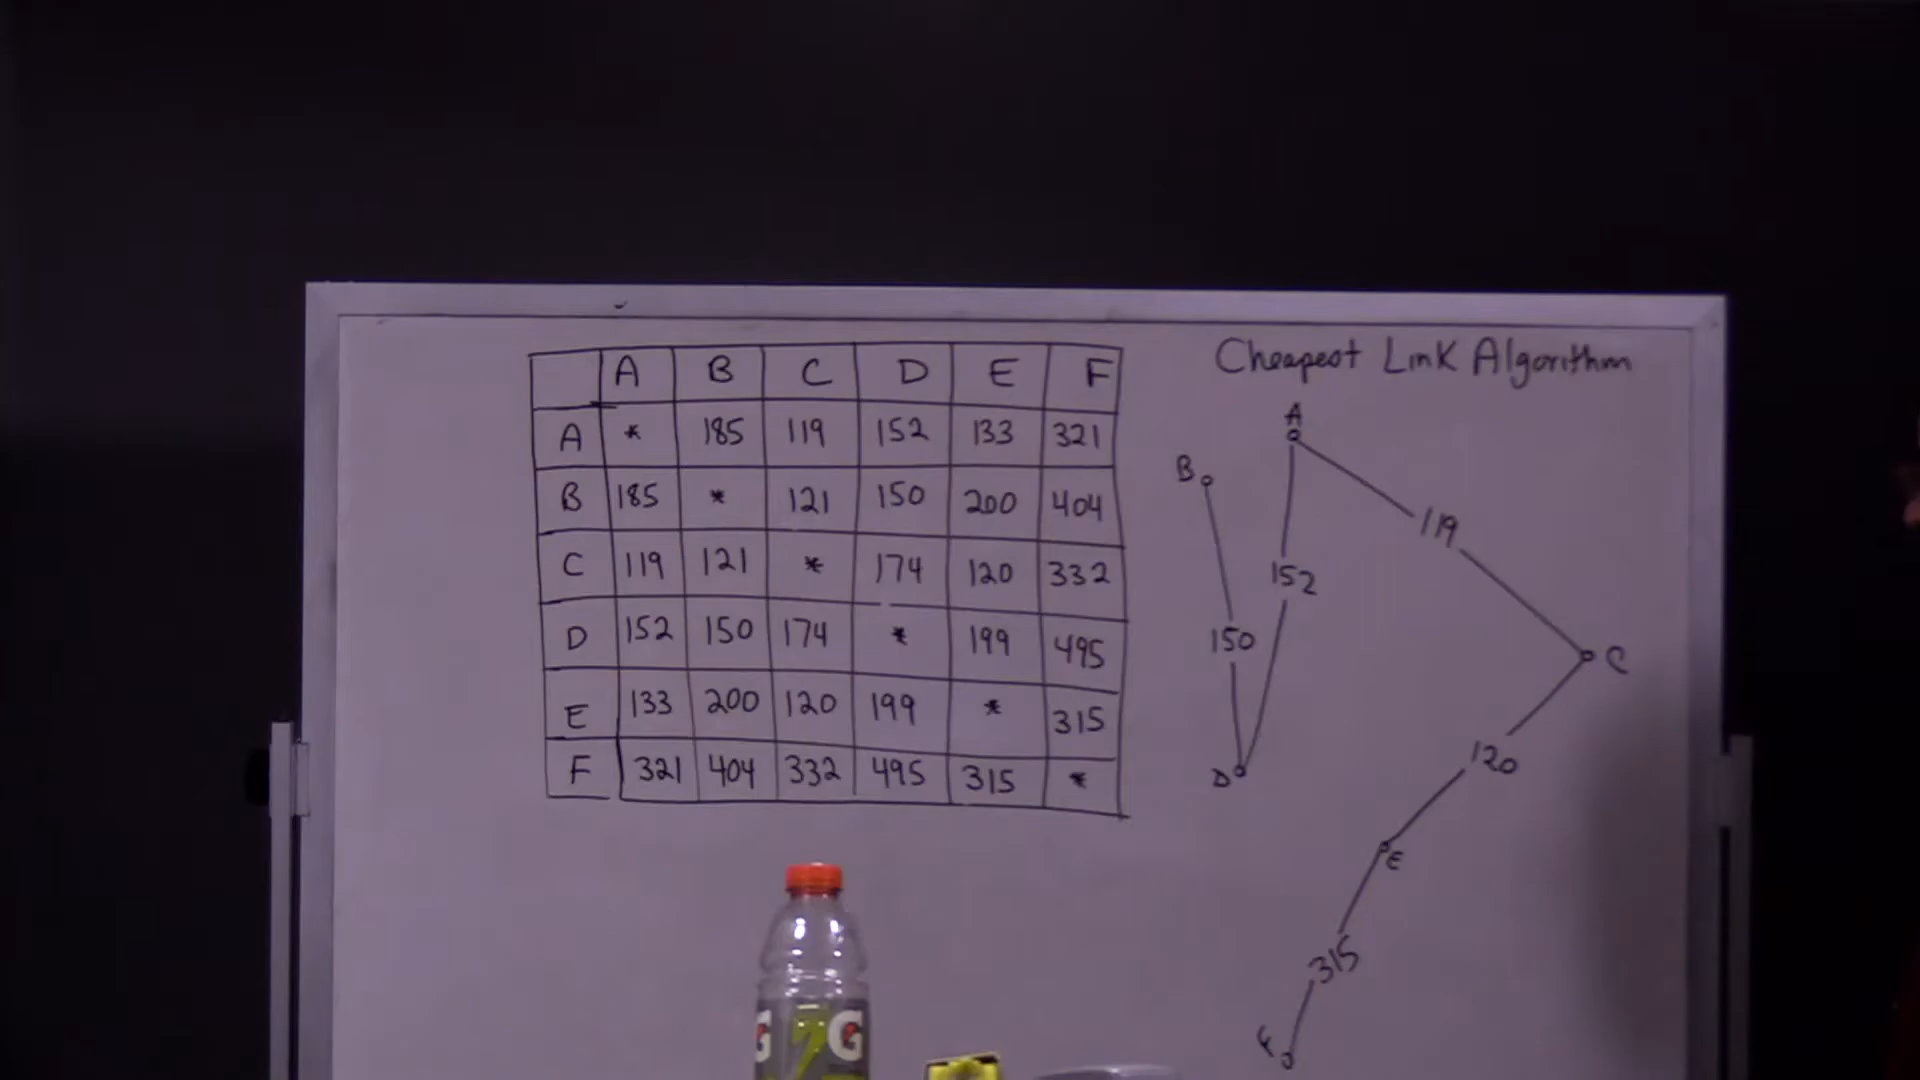 Cheapest Link Algorithm
A B C D E F
A * 185 119 152 133 321
B 185 * 121 150 200 404
C 119 121 * 174 120 332
D 152 150 174 * 199 495
E 133 200 120 199 * 315
F 321 404 332 495 315 *
A
B
119
152
150
C
D
120
E
315
F
G
G